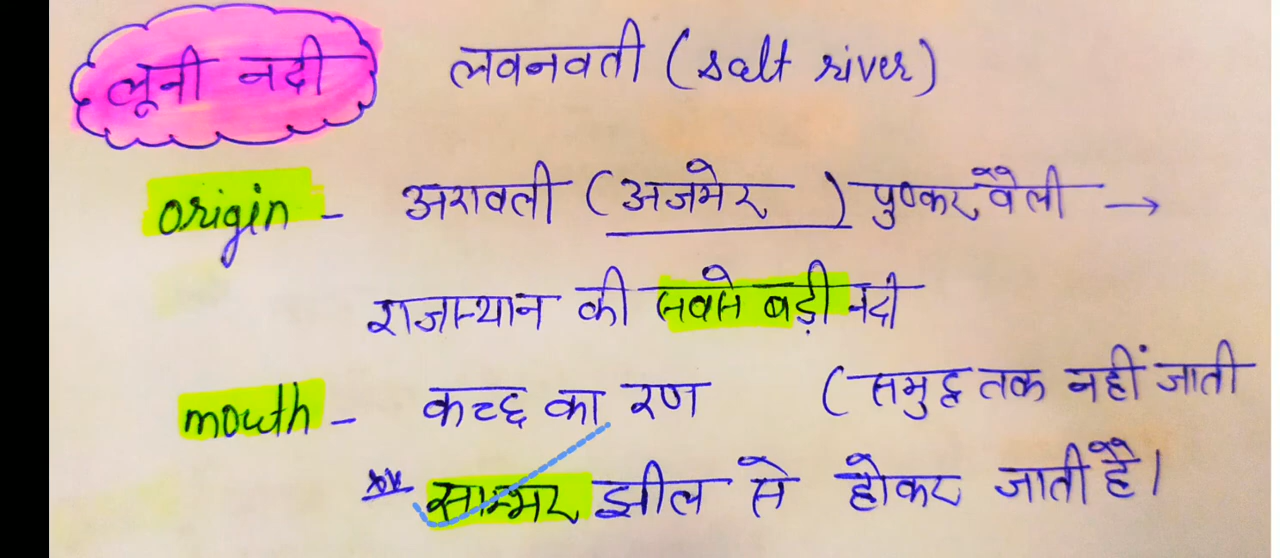 लूनी नदी लवनवती (salt river)
origin - अरावली (अजमेर) पुष्कर वैली →
राजस्थान की सबसे बड़ी नदी
mouth - कच्छ का रण (समुद्र तक नहीं जाती
साम्भर झील से होकर जाती है।